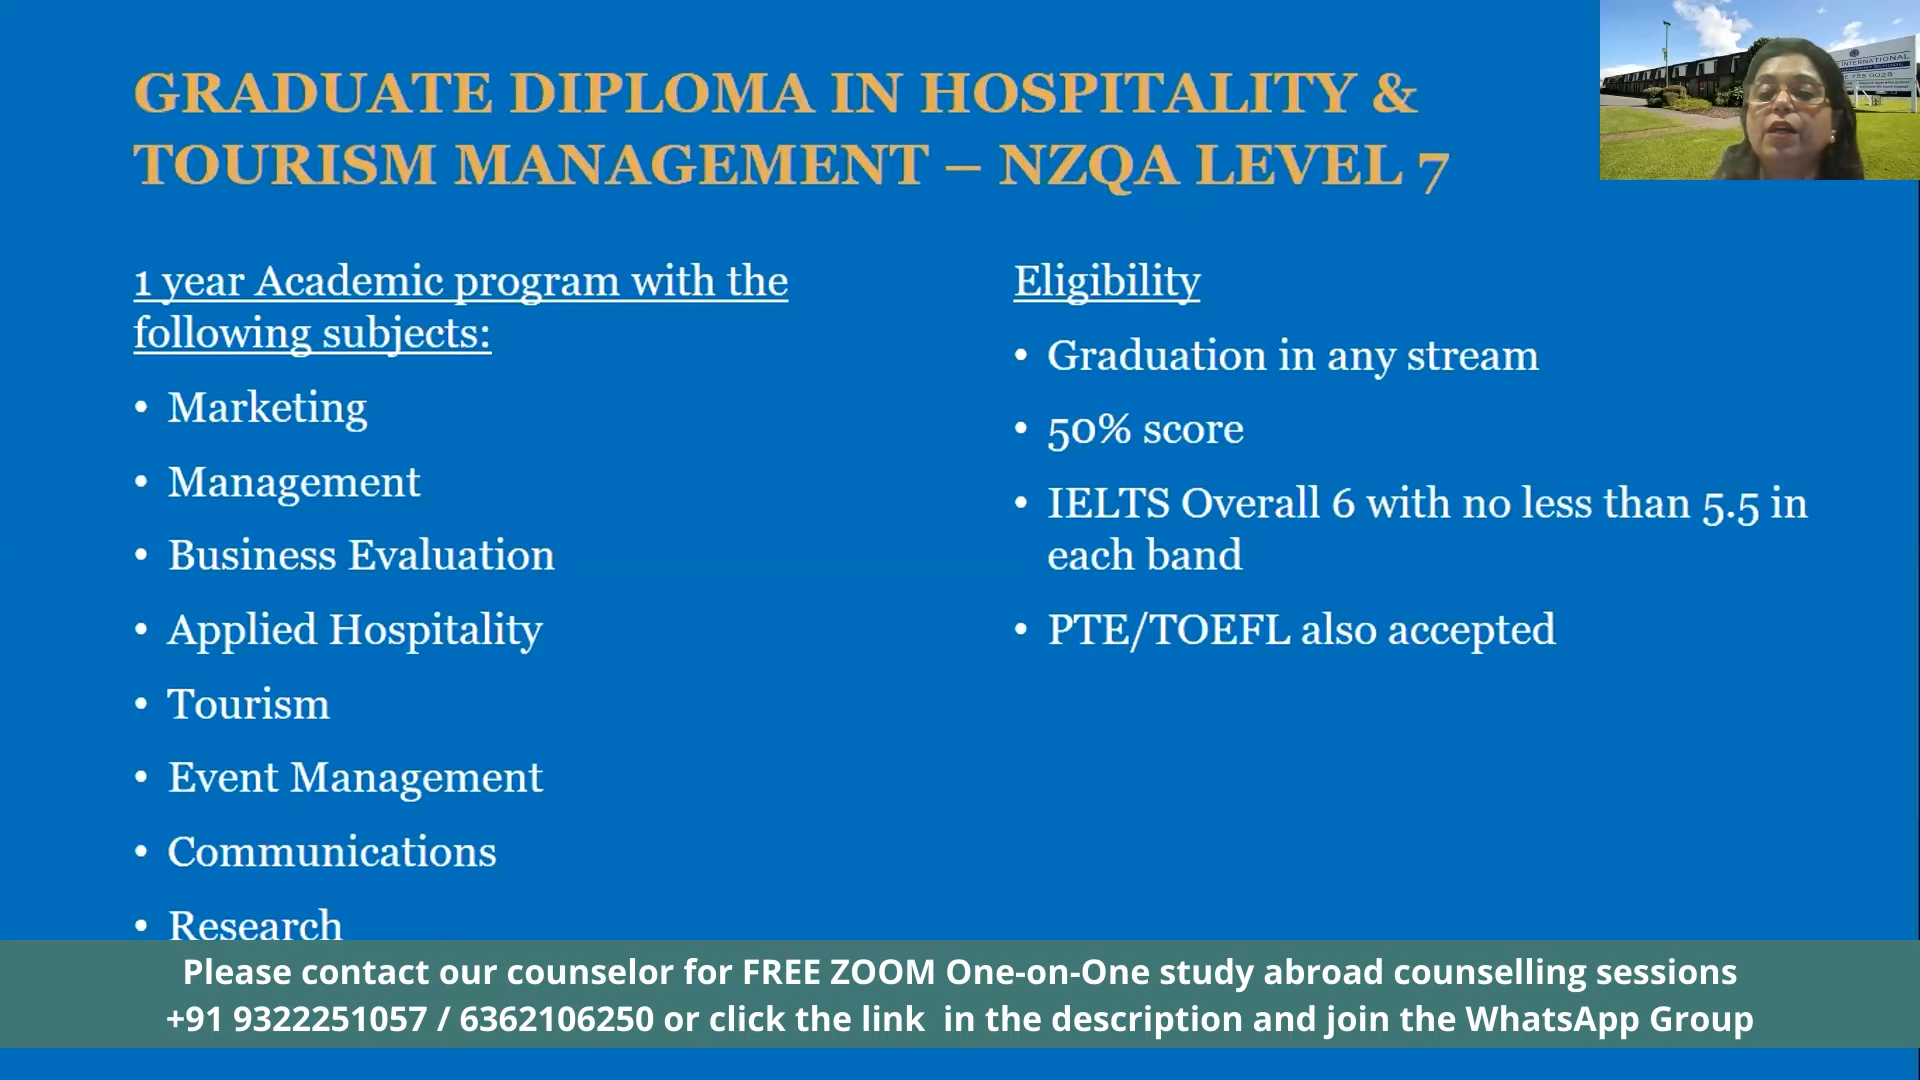 GRADUATE DIPLOMA IN HOSPITALITY &
TOURISM MANAGEMENT – NZQA LEVEL 7
1 year Academic program with the
following subjects:
• Marketing
• Management
• Business Evaluation
• Applied Hospitality
• Tourism
• Event Management
• Communications
• Research
Eligibility
• Graduation in any stream
• 50% score
• IELTS Overall 6 with no less than 5.5 in
each band
• PTE/TOEFL also accepted
INTERNATIONAL
Please contact our counselor for FREE ZOOM One-on-One study abroad counselling sessions
+91 9322251057 / 6362106250 or click the link  in the description and join the WhatsApp Group